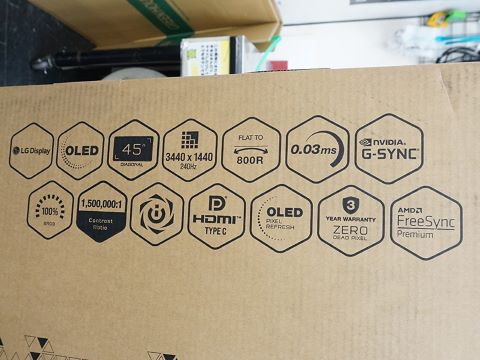 LG Display
OLED
45"
DIAGONAL
3440 x 1440
240Hz
FLAT TO
800R
0.03ms
NVIDIA.
G-SYNC
100%
SRGB
1,500,000:1
Contrast
Ratio
HDMI
TYPE C
OLED
PIXEL
REFRESH
3
YEAR WARRANTY
ZERO
DEAD PIXEL
AMD
FreeSync
Premium